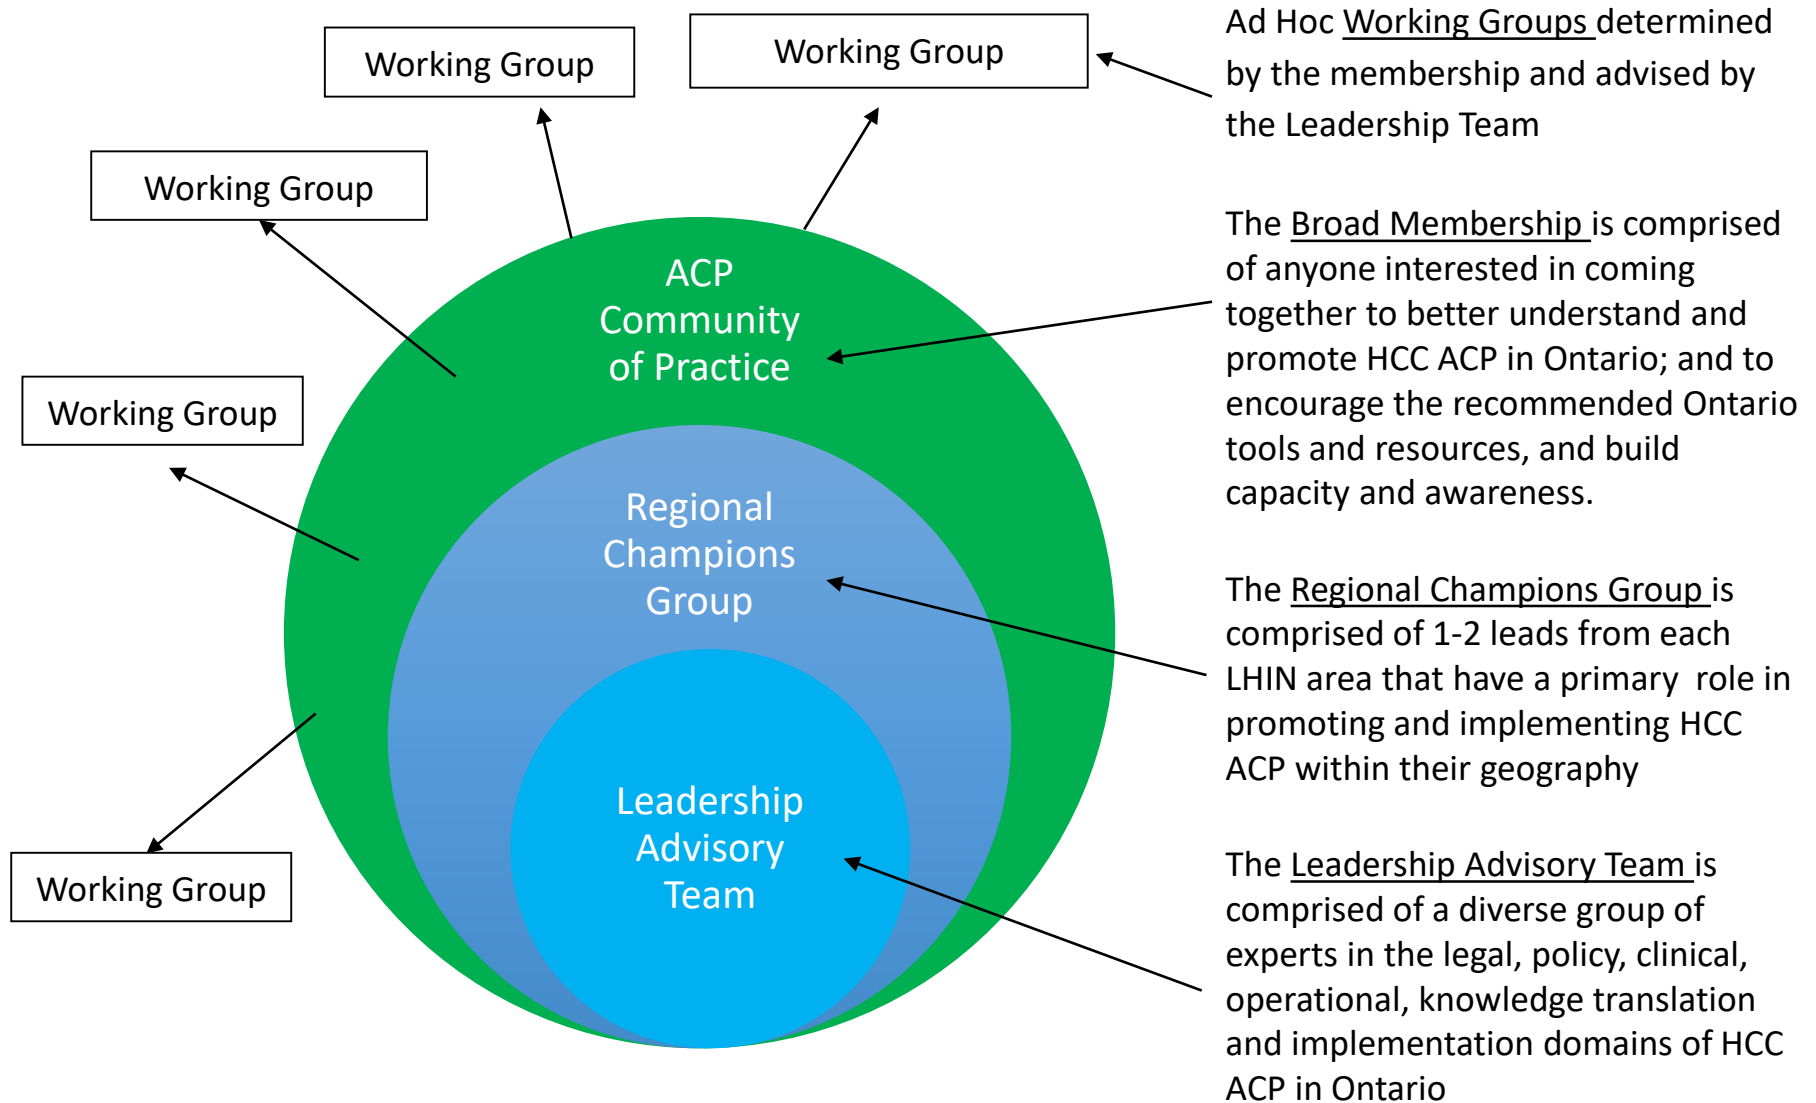 Working Group
Working Group
Working Group
Working Group
Working Group
ACP
Community
of Practice
Regional
Champions
Group
Leadership
Advisory
Team
Ad Hoc Working Groups determined
by the membership and advised by
the Leadership Team
The Broad Membership is comprised
of anyone interested in coming
together to better understand and
promote HCC ACP in Ontario; and to
encourage the recommended Ontario
tools and resources, and build
capacity and awareness.
The Regional Champions Group is
comprised of 1-2 leads from each
LHIN area that have a primary  role in
promoting and implementing HCC
ACP within their geography
The Leadership Advisory Team is
comprised of a diverse group of
experts in the legal, policy, clinical,
operational, knowledge translation
and implementation domains of HCC
ACP in Ontario